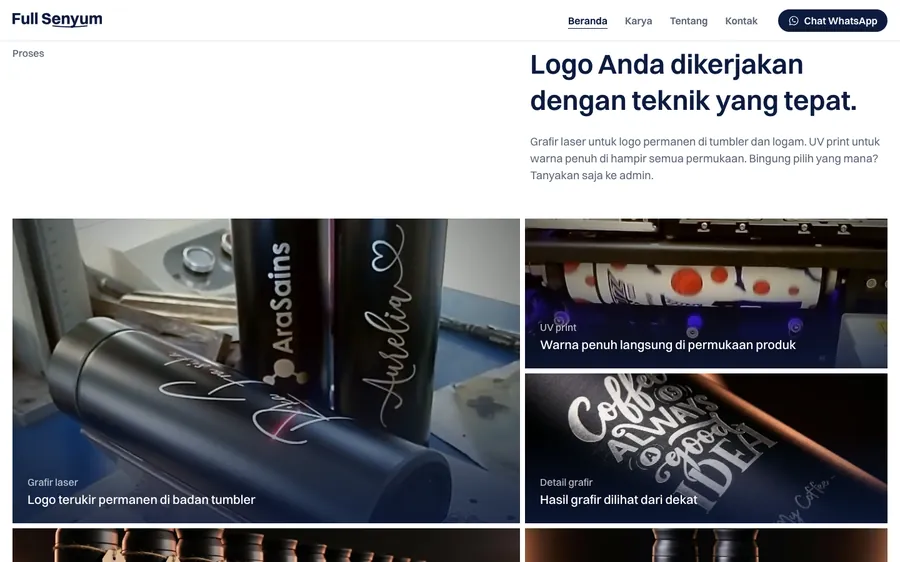 Full Senyum
Beranda
Karya
Tentang
Kontak
Chat WhatsApp
Proses
Logo Anda dikerjakan
dengan teknik yang tepat.
Grafir laser untuk logo permanen di tumbler dan logam. UV print untuk
warna penuh di hampir semua permukaan. Bingung pilih yang mana?
Tanyakan saja ke admin.
AraSains
Aurelia
Grafir laser
Logo terukir permanen di badan tumbler
UV print
Warna penuh langsung di permukaan produk
Coffee
ALWAYS
A good
IDEA
My Coffee
Detail grafir
Hasil grafir dilihat dari dekat